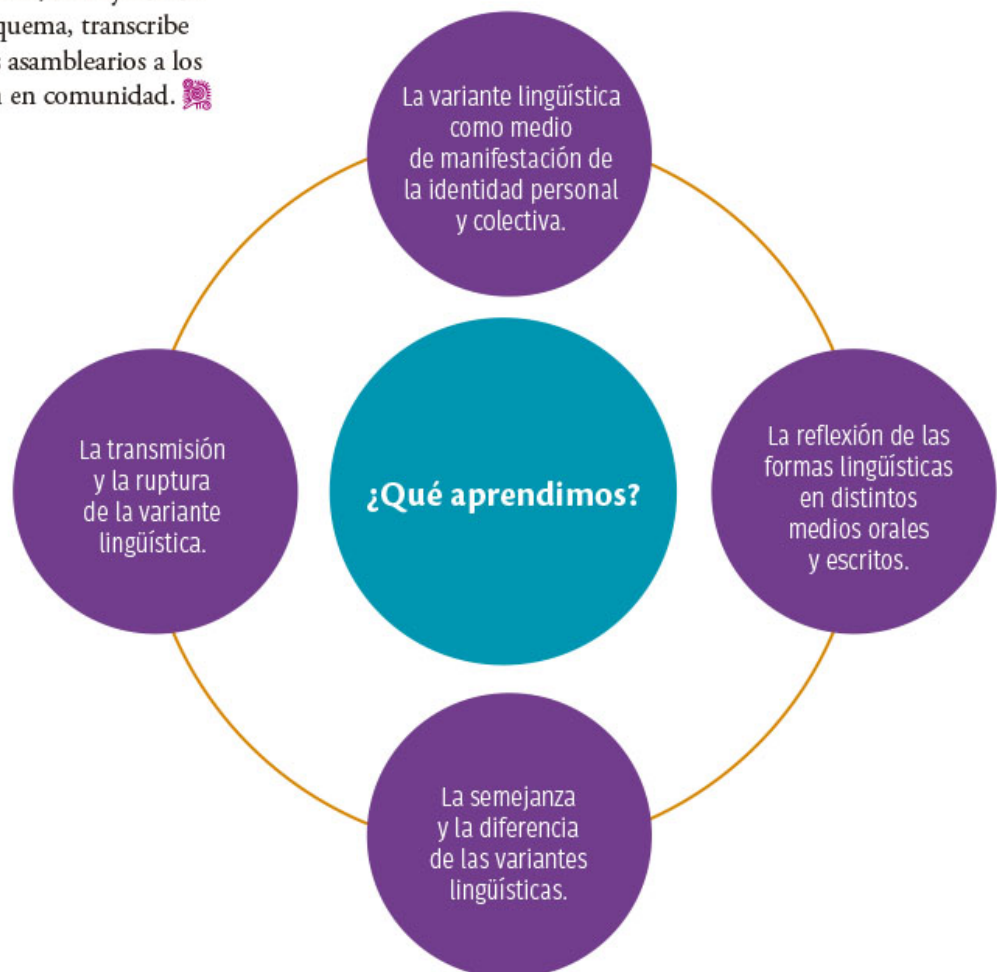 quema, transcribe
asamblearios a los
en comunidad.
La variante lingüística
como medio
de manifestación de
la identidad personal
y colectiva.
La transmisión
y la ruptura
de la variante
lingüística.
¿Qué aprendimos?
La reflexión de las
formas lingüísticas
en distintos
medios orales
y escritos.
La semejanza
y la diferencia
de las variantes
lingüísticas.